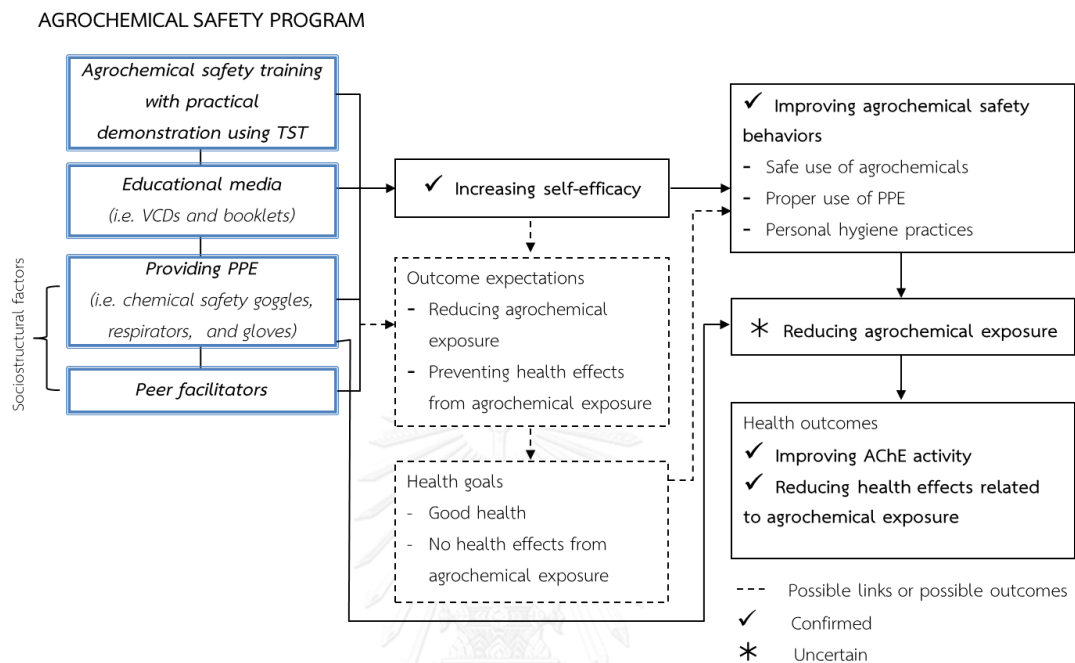 AGROCHEMICAL SAFETY PROGRAM
Agrochemical safety training
with practical
demonstration using TST
Educational media
(i.e. VCDs and booklets)
Providing PPE
(i.e. chemical safety goggles,
respirators, and gloves)
Peer facilitators
Sociostructural factors
✓ Increasing self-efficacy
Outcome expectations
- Reducing agrochemical
exposure
- Preventing health effects
from agrochemical exposure
Health goals
- Good health
- No health effects from
agrochemical exposure
✓ Improving agrochemical safety
behaviors
- Safe use of agrochemicals
- Proper use of PPE
- Personal hygiene practices
* Reducing agrochemical exposure
Health outcomes
✓ Improving AChE activity
✓ Reducing health effects related
to agrochemical exposure
---- Possible links or possible outcomes
✓ Confirmed
* Uncertain